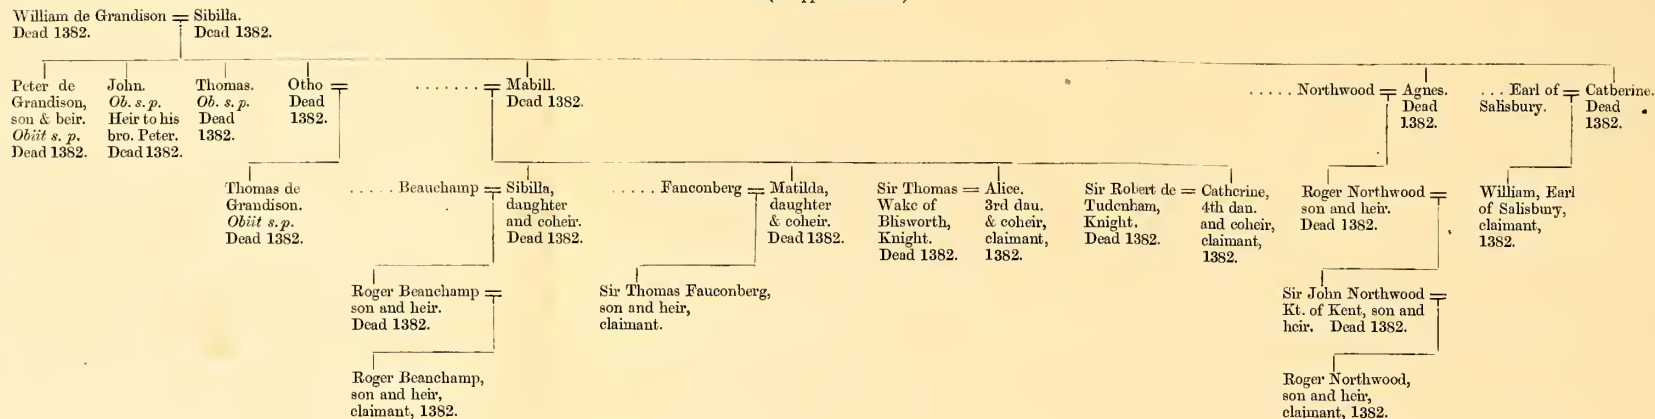 William de Grandison = Sibilla.
Dead 1382. Dead 1382.
Peter de
Grandison,
son & heir.
Obiit s. p.
Dead 1382.
John.
Ob. s. p.
Heir to his
bro. Peter.
Dead 1382.
Thomas.
Ob. s. p.
Dead
1382.
Otho =
Dead
1382.
. . . . . . . = Mabill.
Dead 1382.
. . . . . Northwood = Agnes.
Dead
1382.
. . . Earl of = Catherine.
Salisbury. Dead
1382.
Thomas de
Grandison.
Obiit s. p.
Dead 1382.
. . . . . Beauchamp = Sibilla,
daughter
and coheir.
Dead 1382.
. . . . . Fauconberg = Matilda,
daughter
& coheir.
Dead 1382.
Sir Thomas = Alice.
Wake of 3rd dau.
Blisworth, & coheir,
Knight. claimant,
Dead 1382. 1382.
Sir Robert de = Catherine,
Tudenham, 4th dau.
Knight. and coheir,
Dead 1382. claimant,
1382.
Roger Northwood =
son and heir.
Dead 1382.
William, Earl
of Salisbury,
claimant,
1382.
Roger Beauchamp =
son and heir.
Dead 1382.
Sir Thomas Fauconberg,
son and heir,
claimant.
Sir John Northwood =
Kt. of Kent, son and
heir. Dead 1382.
Roger Beauchamp,
son and heir,
claimant, 1382.
Roger Northwood,
son and heir,
claimant, 1382.